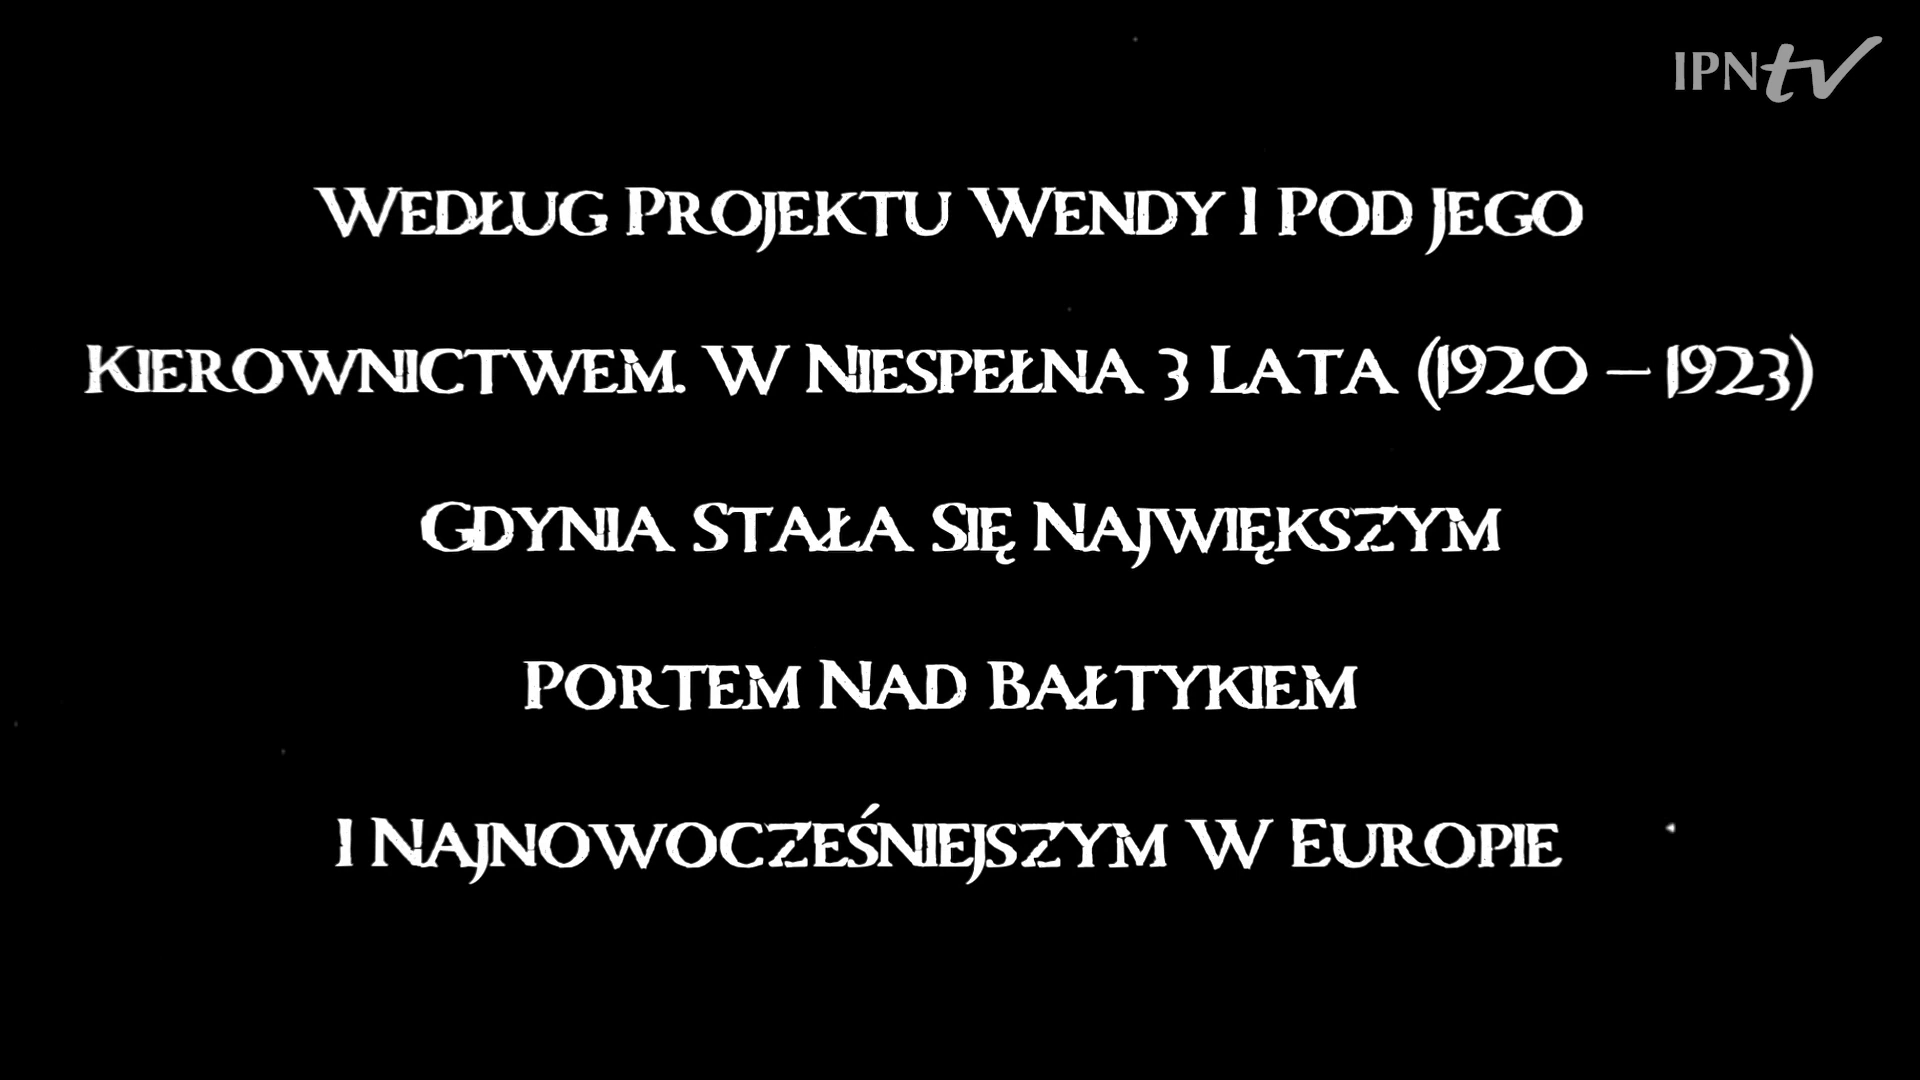 IPNtv
Według Projektu Wendy I Pod Jego
Kierownictwem. W Niespełna 3 Lata (1920 – 1923)
Gdynia Stała Się Największym
Portem Nad Bałtykiem
I Najnowocześniejszym W Europie